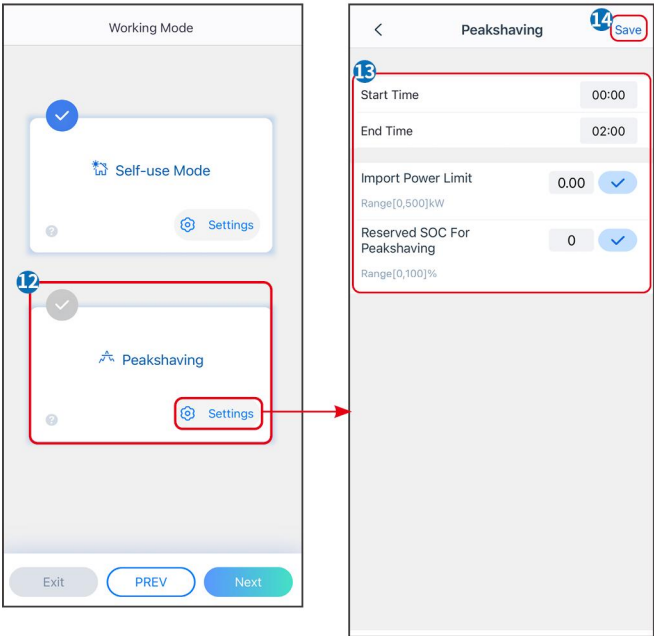 Working Mode
Self-use Mode
?
Settings
12
Peakshaving
?
Settings
Exit
PREV
Next
14
Peakshaving
Save
13
Start Time
00:00
End Time
02:00
Import Power Limit
0.00
Range[0,500]kW
Reserved SOC For
Peakshaving
0
Range[0,100]%